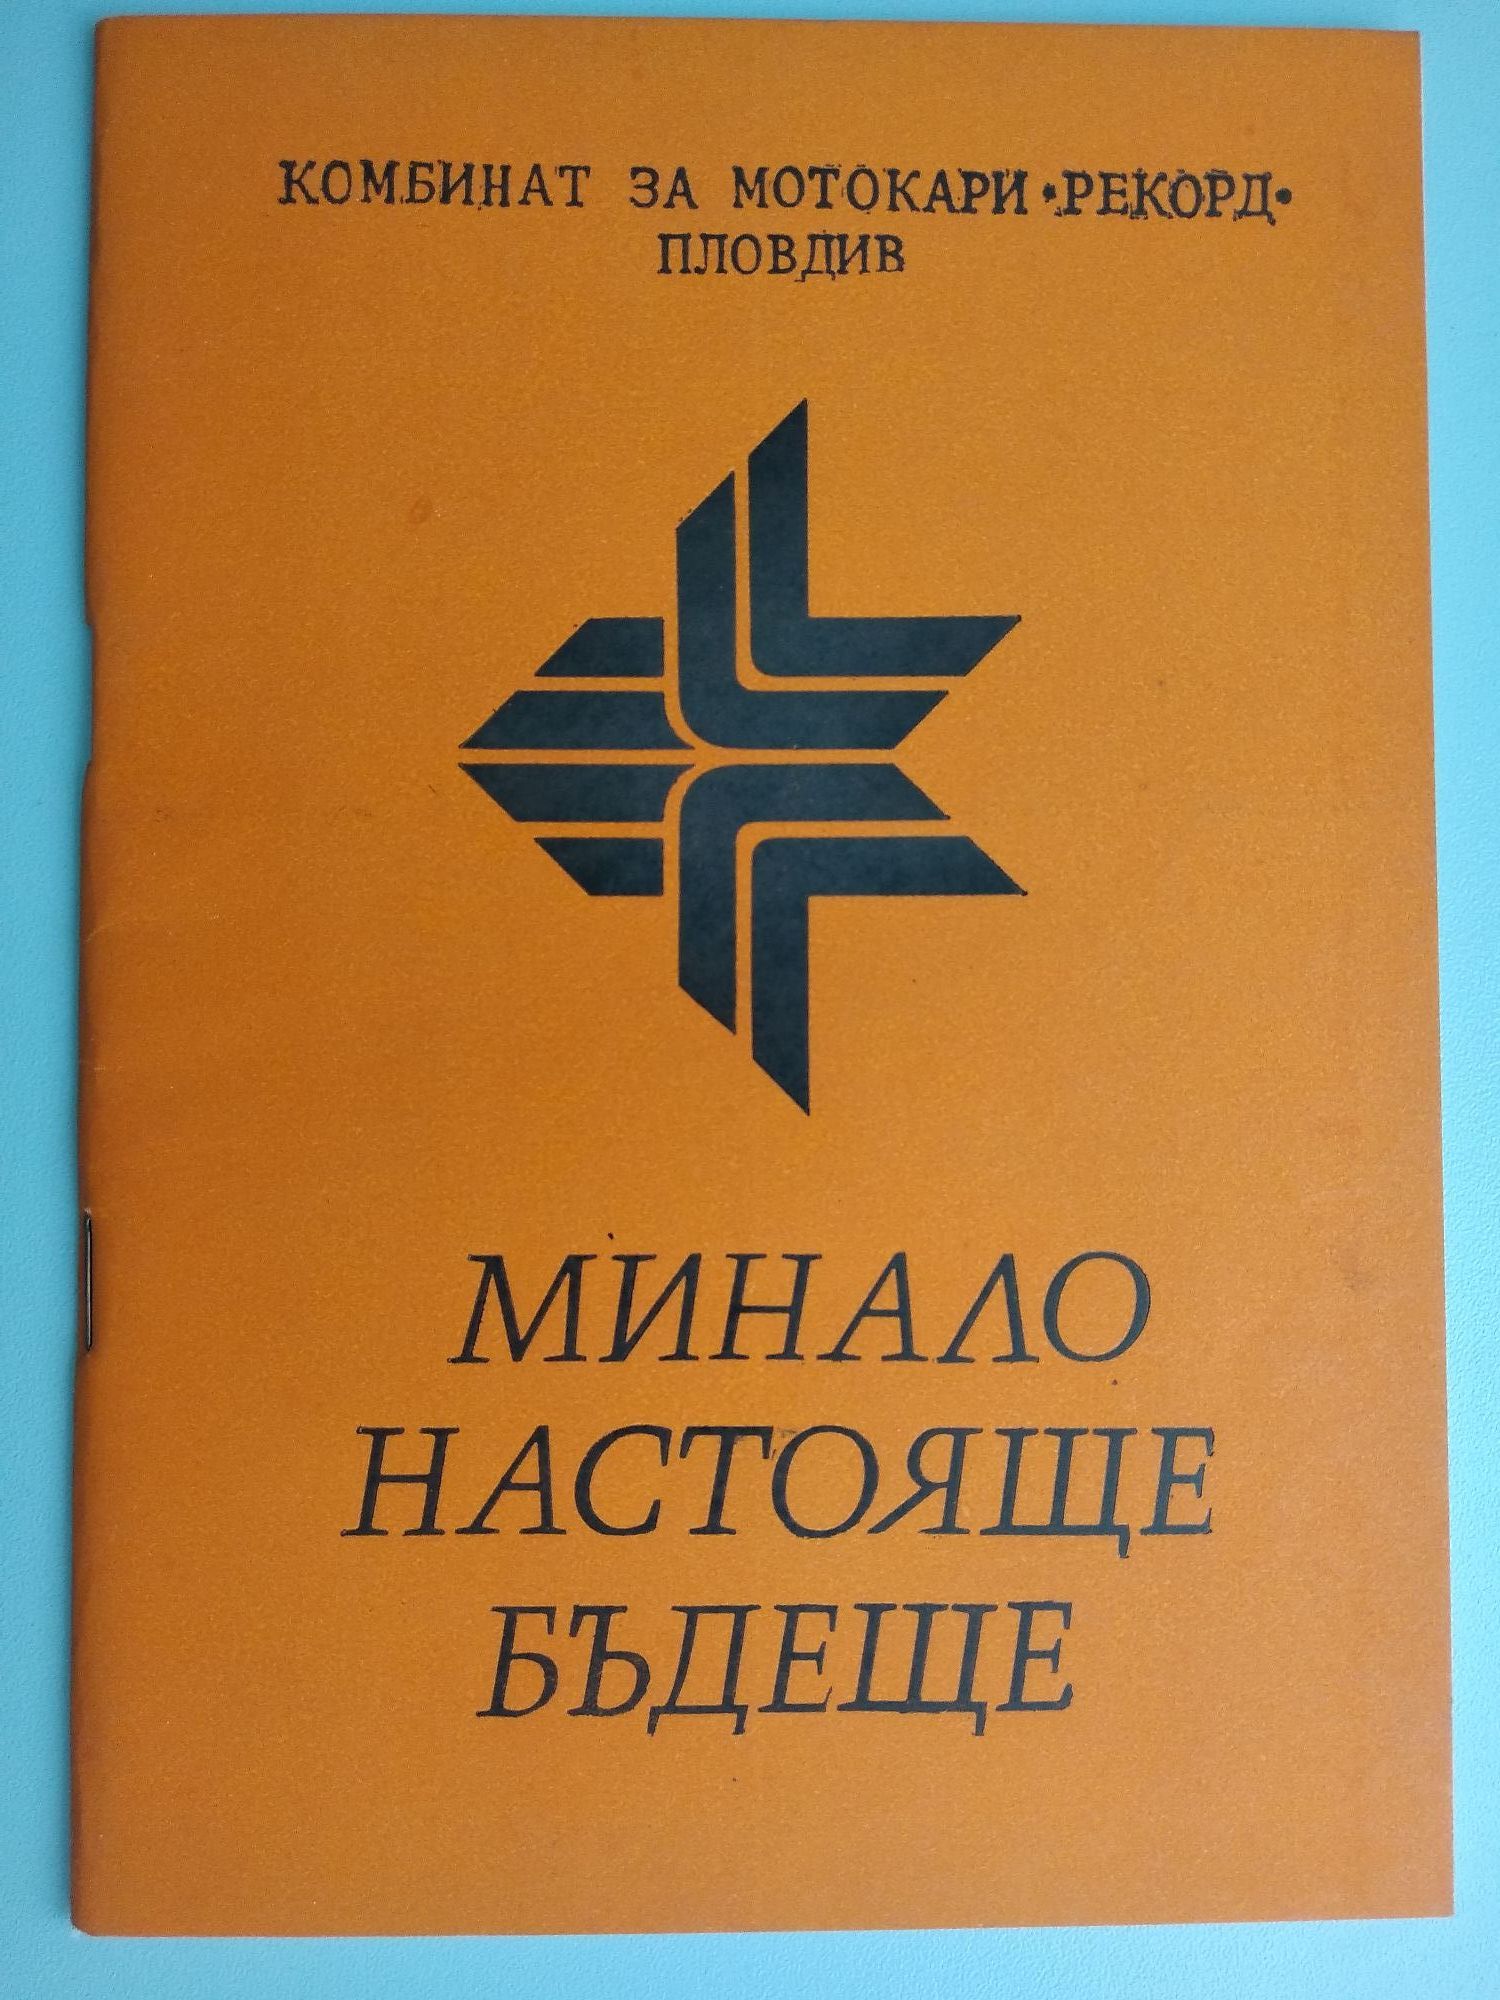 КОМБИНАТ ЗА МОТОКАРИ •РЕКОРД•
ПЛОВДИВ
МИНАЛО
НАСТОЯЩЕ
БЪДЕЩЕ